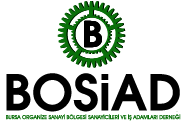 B
BOSiAD
BURSA ORGANİZE SANAYİ BÖLGESİ SANAYİCİLERİ VE İŞ ADAMLARI DERNEĞİ